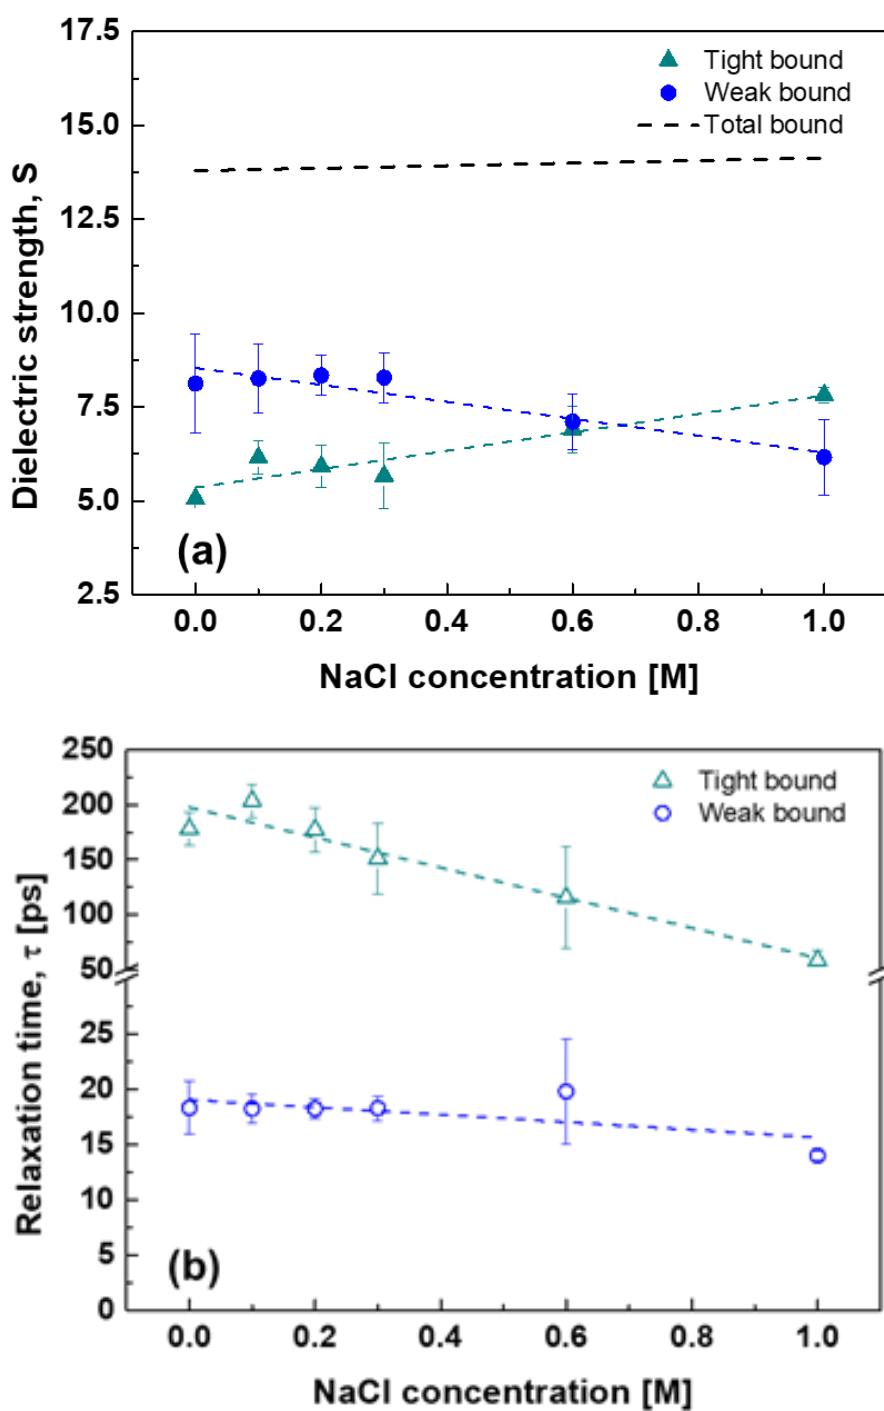 17.5
15.0
12.5
10.0
7.5
5.0
2.5
Dielectric strength, S
Tight bound
Weak bound
Total bound
(a)
0.0 0.2 0.4 0.6 0.8 1.0
NaCl concentration [M]
250
200
150
100
50
25
20
15
10
5
0
Relaxation time, τ [ps]
Tight bound
Weak bound
(b)
0.0 0.2 0.4 0.6 0.8 1.0
NaCl concentration [M]